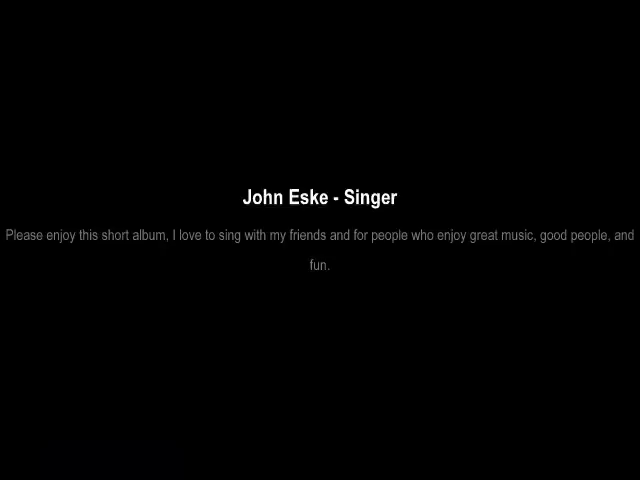 John Eske - Singer
Please enjoy this short album, I love to sing with my friends and for people who enjoy great music, good people, and
fun.